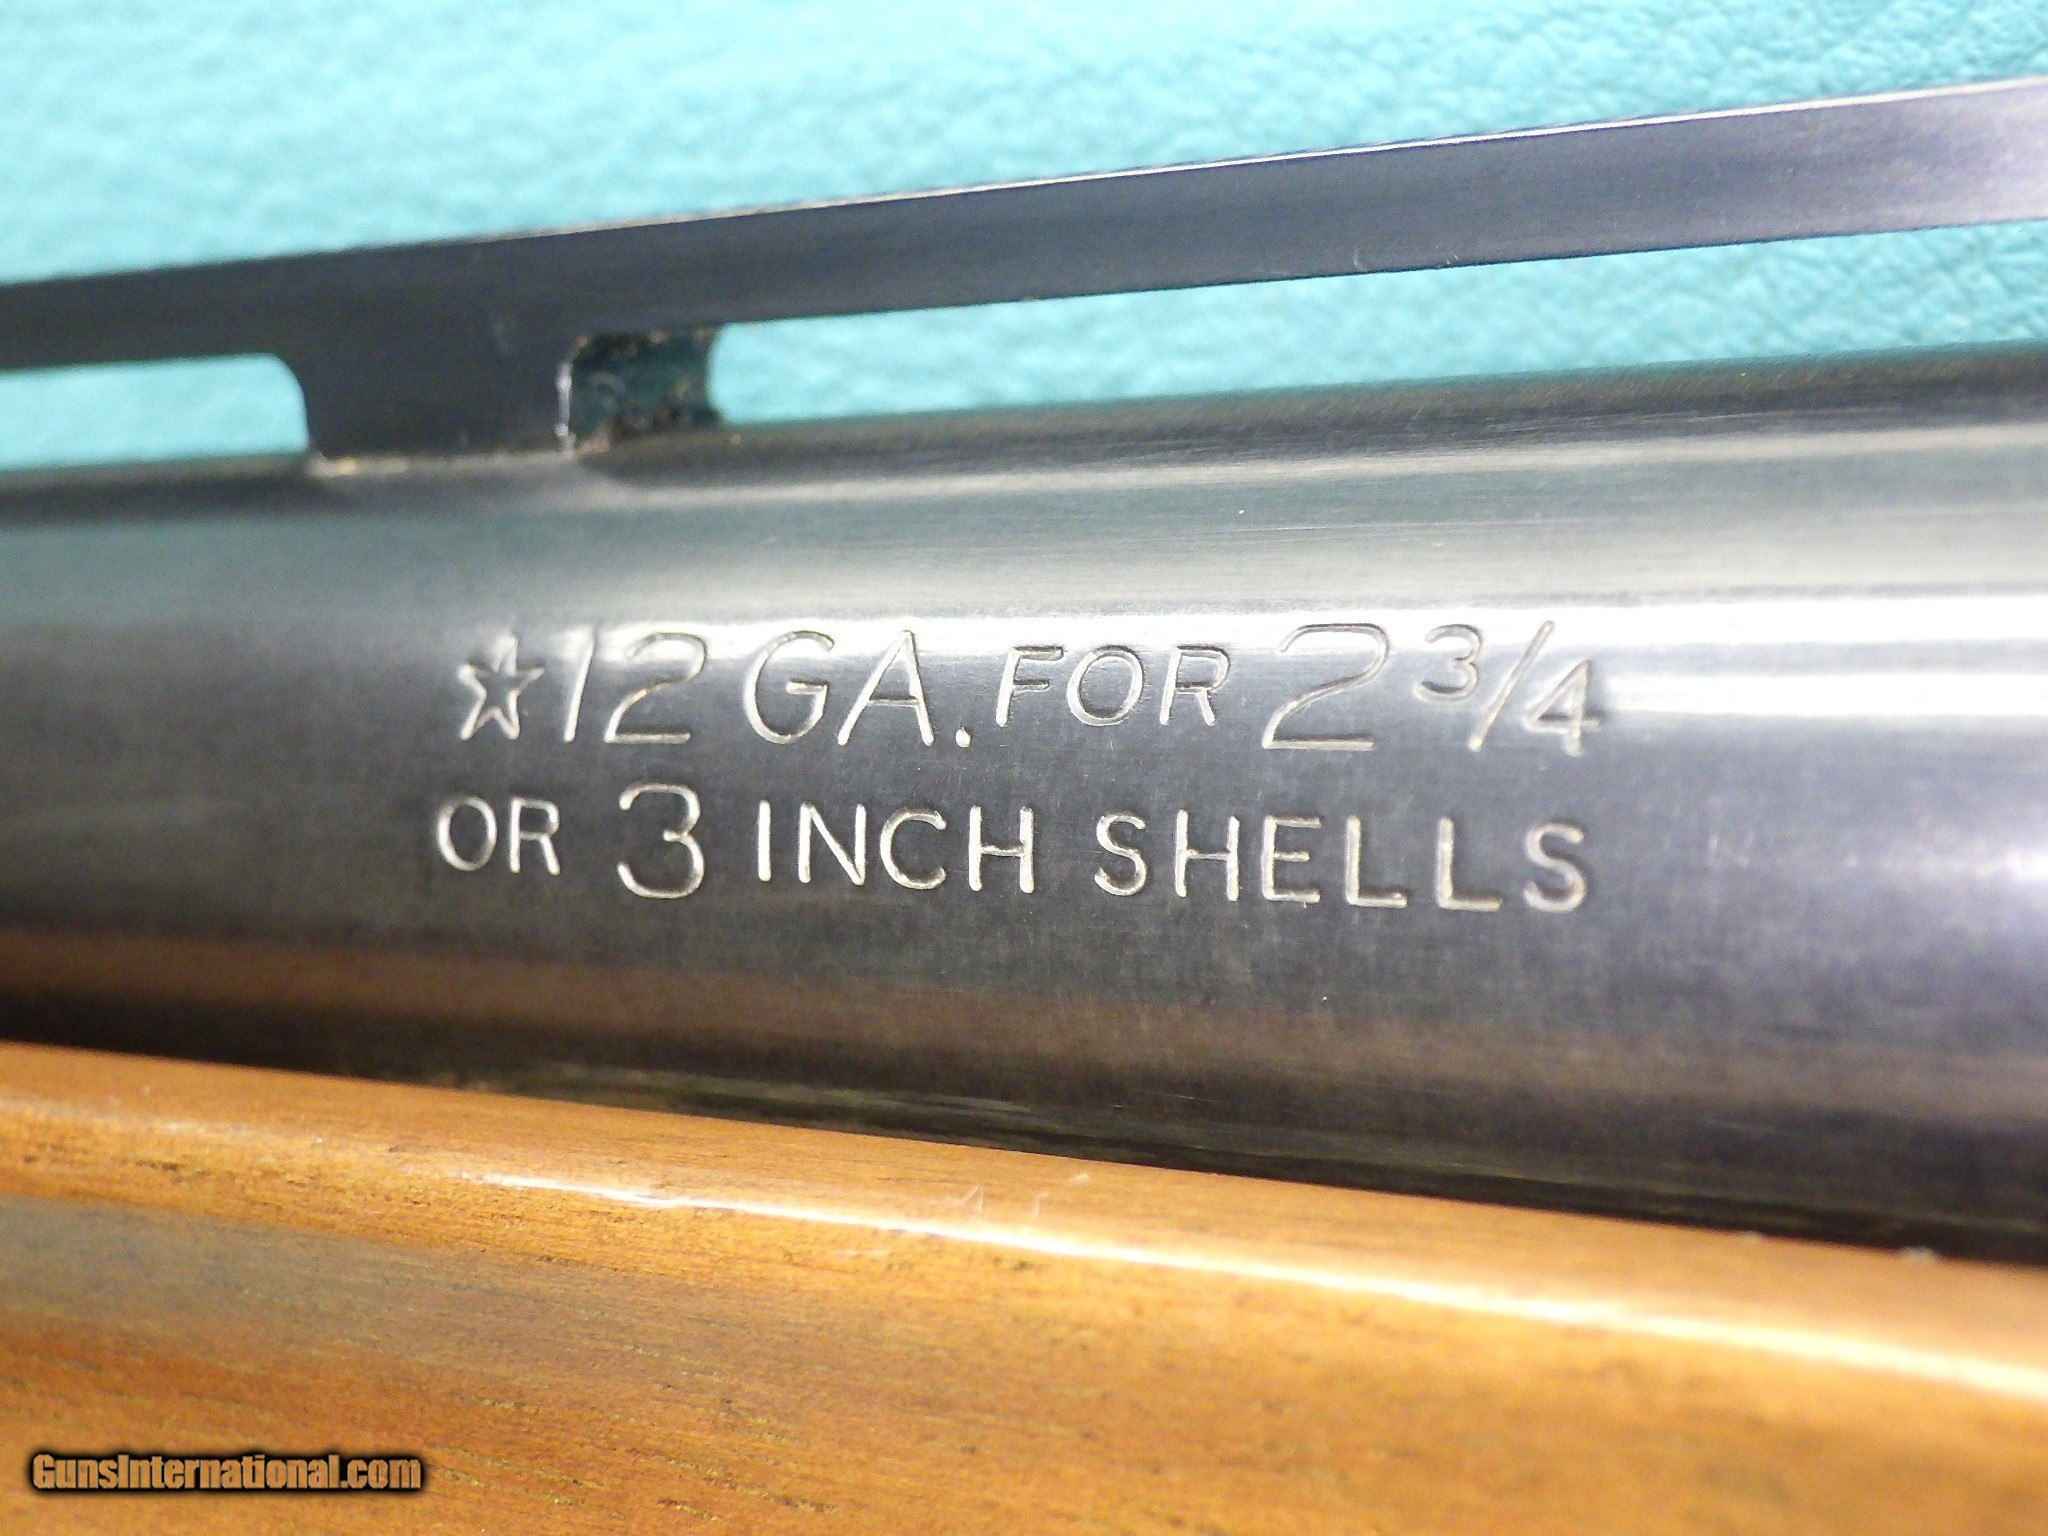 ☆12 GA. FOR 2 3/4
OR 3 INCH SHELLS
GunsInternational.com